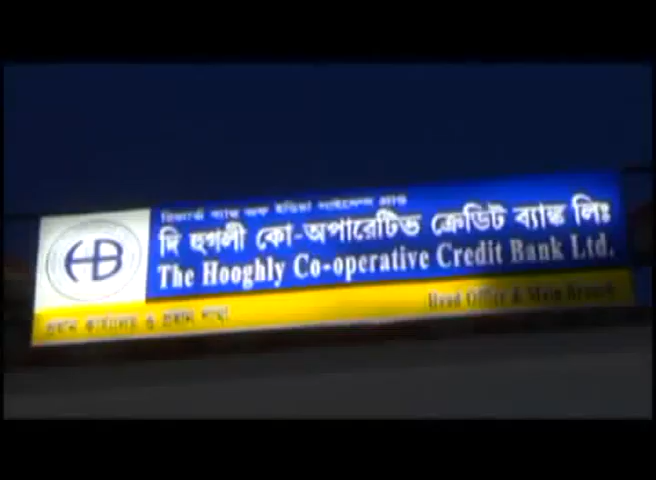 রিজার্ভ ব্যাঙ্ক অফ ইন্ডিয়া লাইসেন্স প্রাপ্ত
দি হুগলী কো-অপারেটিভ ক্রেডিট ব্যাঙ্ক লিঃ
The Hooghly Co-operative Credit Bank Ltd.
HB
প্রধান কার্যালয় ও প্রধান শাখা
Head Office & Main Branch